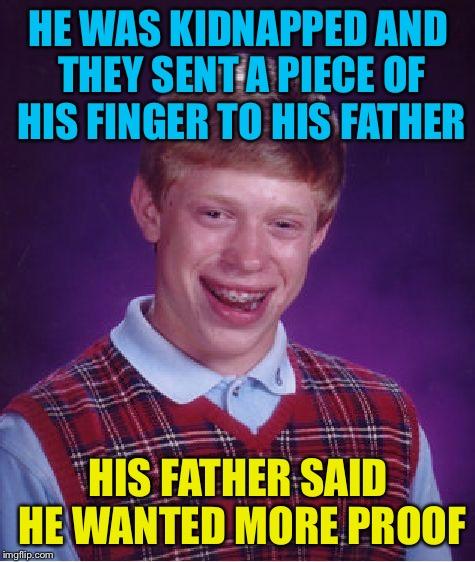 HE WAS KIDNAPPED AND
THEY SENT A PIECE OF
HIS FINGER TO HIS FATHER
HIS FATHER SAID
HE WANTED MORE PROOF
imgflip.com